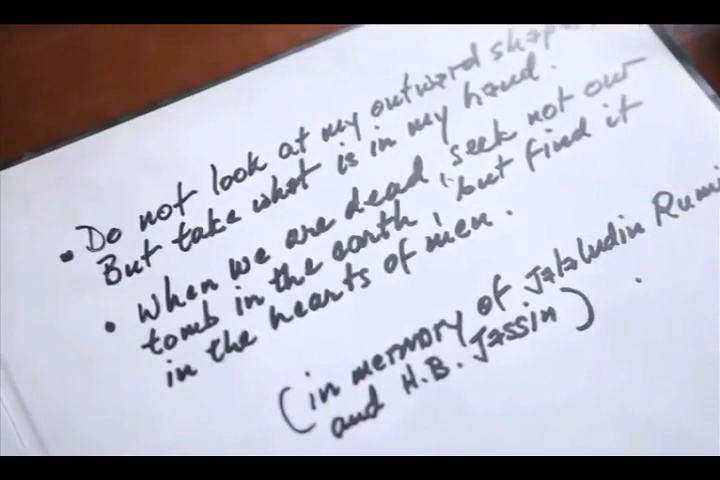 • Do not look at my outward shape
But take what is in my hand.
• When we are dead, seek not our
tomb in the earth, but find it
in the hearts of men.
(in memory of Jalaludin Rumi
and H.B. Jassin)